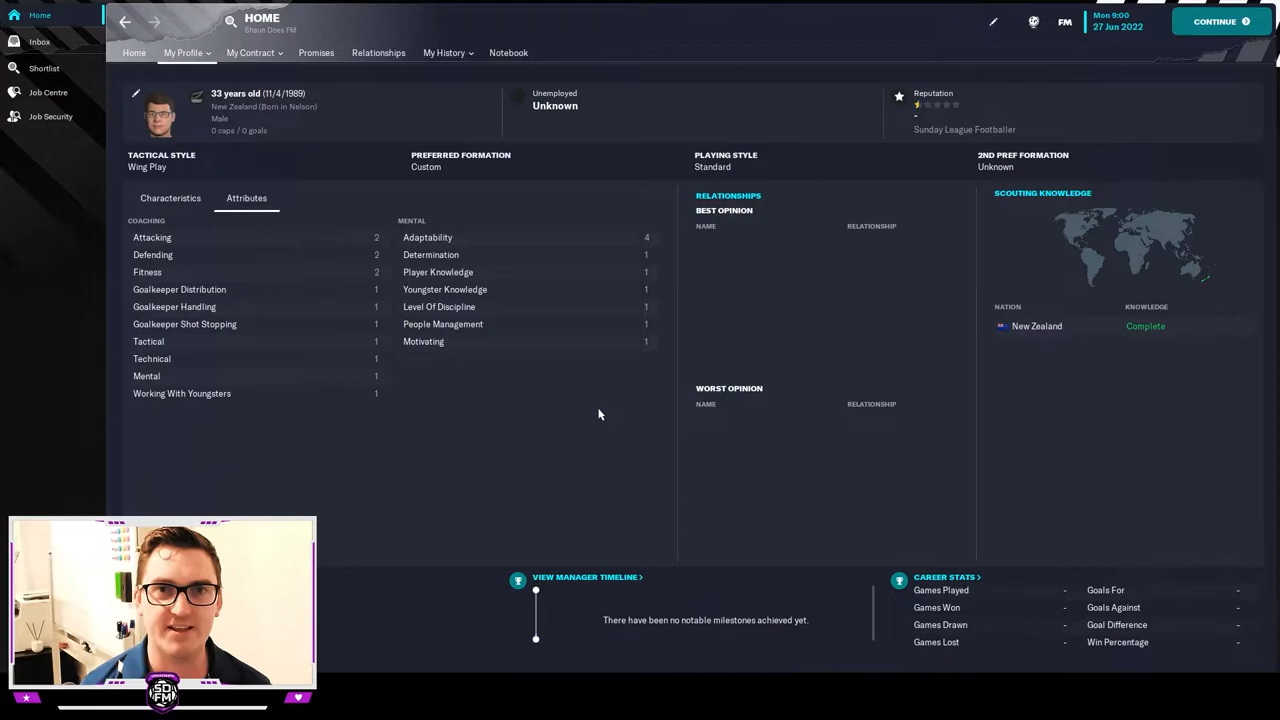 Home
Inbox
Shortlist
Job Centre
Job Security
HOME
Shaun Does FM
FM
Mon 9:00
27 Jun 2022
CONTINUE
Home
My Profile
My Contract
Promises
Relationships
My History
Notebook
33 years old (11/4/1989)
New Zealand (Born in Nelson)
Male
0 caps / 0 goals
Unemployed
Unknown
Reputation
-
Sunday League Footballer
TACTICAL STYLE
Wing Play
PREFERRED FORMATION
Custom
PLAYING STYLE
Standard
2ND PREF FORMATION
Unknown
Characteristics
Attributes
COACHING
Attacking 2
Defending 2
Fitness 2
Goalkeeper Distribution 1
Goalkeeper Handling 1
Goalkeeper Shot Stopping 1
Tactical 1
Technical 1
Mental 1
Working With Youngsters 1
MENTAL
Adaptability 4
Determination 1
Player Knowledge 1
Youngster Knowledge 1
Level Of Discipline 1
People Management 1
Motivating 1
RELATIONSHIPS
BEST OPINION
NAME RELATIONSHIP
WORST OPINION
NAME RELATIONSHIP
SCOUTING KNOWLEDGE
NATION KNOWLEDGE
New Zealand Complete
VIEW MANAGER TIMELINE >
There have been no notable milestones achieved yet.
CAREER STATS >
Games Played -
Games Won -
Games Drawn -
Games Lost -
Goals For -
Goals Against -
Goal Difference -
Win Percentage -
SD
FM